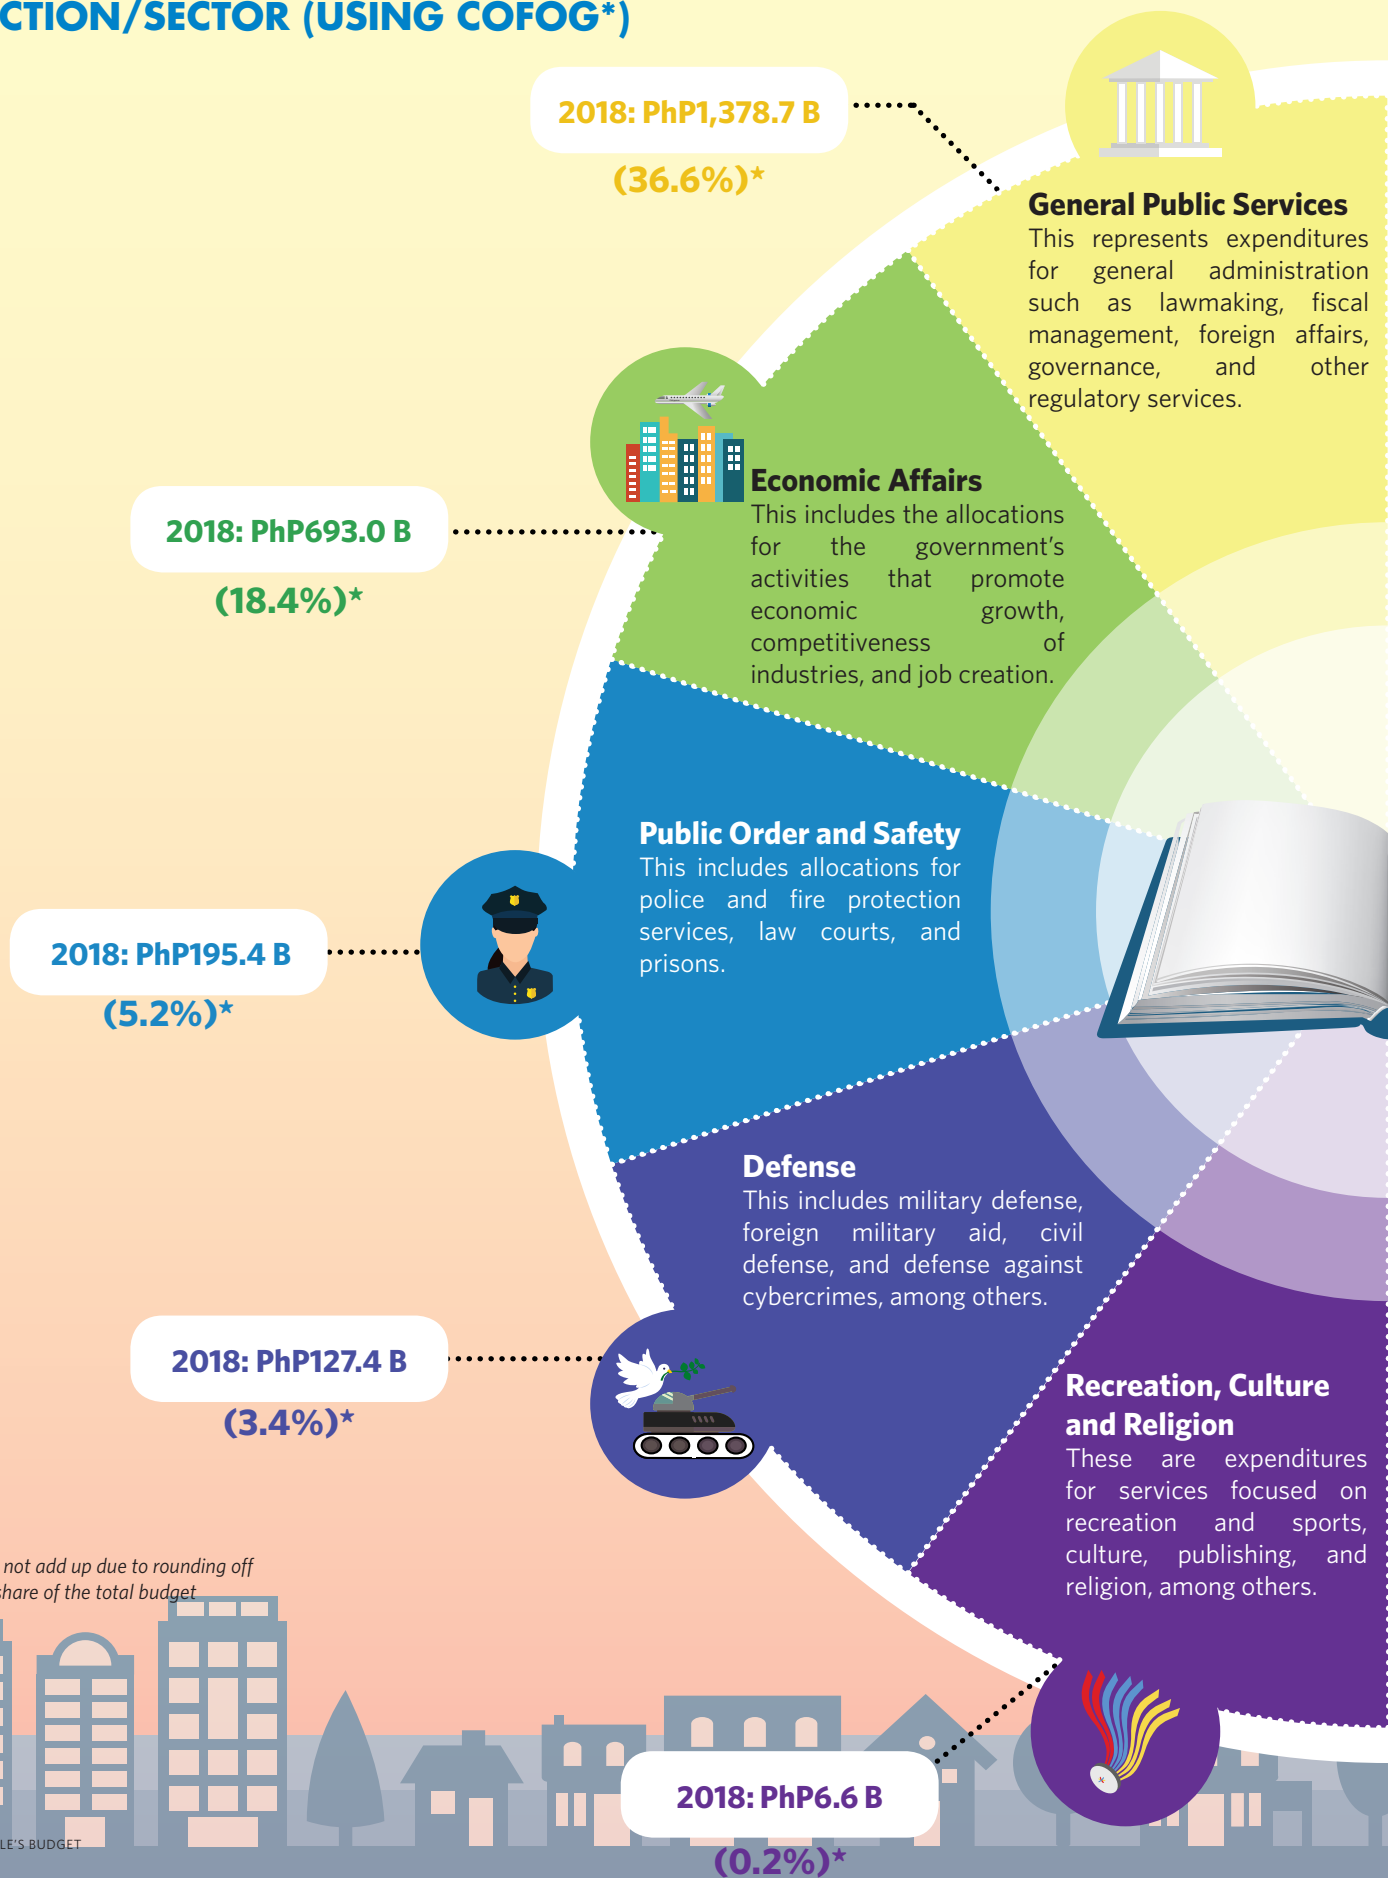 CTION/SECTOR (USING COFOG*)
2018: PhP1,378.7 B
(36.6%)★
General Public Services
This represents expenditures
for general administration
such as lawmaking, fiscal
management, foreign affairs,
governance, and other
regulatory services.
Economic Affairs
This includes the allocations
for the government's
activities that promote
economic growth,
competitiveness of
industries, and job creation.
2018: PhP693.0 B
(18.4%)★
Public Order and Safety
This includes allocations for
police and fire protection
services, law courts, and
prisons.
2018: PhP195.4 B
(5.2%)★
Defense
This includes military defense,
foreign military aid, civil
defense, and defense against
cybercrimes, among others.
2018: PhP127.4 B
(3.4%)★
Recreation, Culture
and Religion
These are expenditures
for services focused on
recreation and sports,
culture, publishing, and
religion, among others.
not add up due to rounding off
share of the total budget
2018: PhP6.6 B
(0.2%)★
LE'S BUDGET